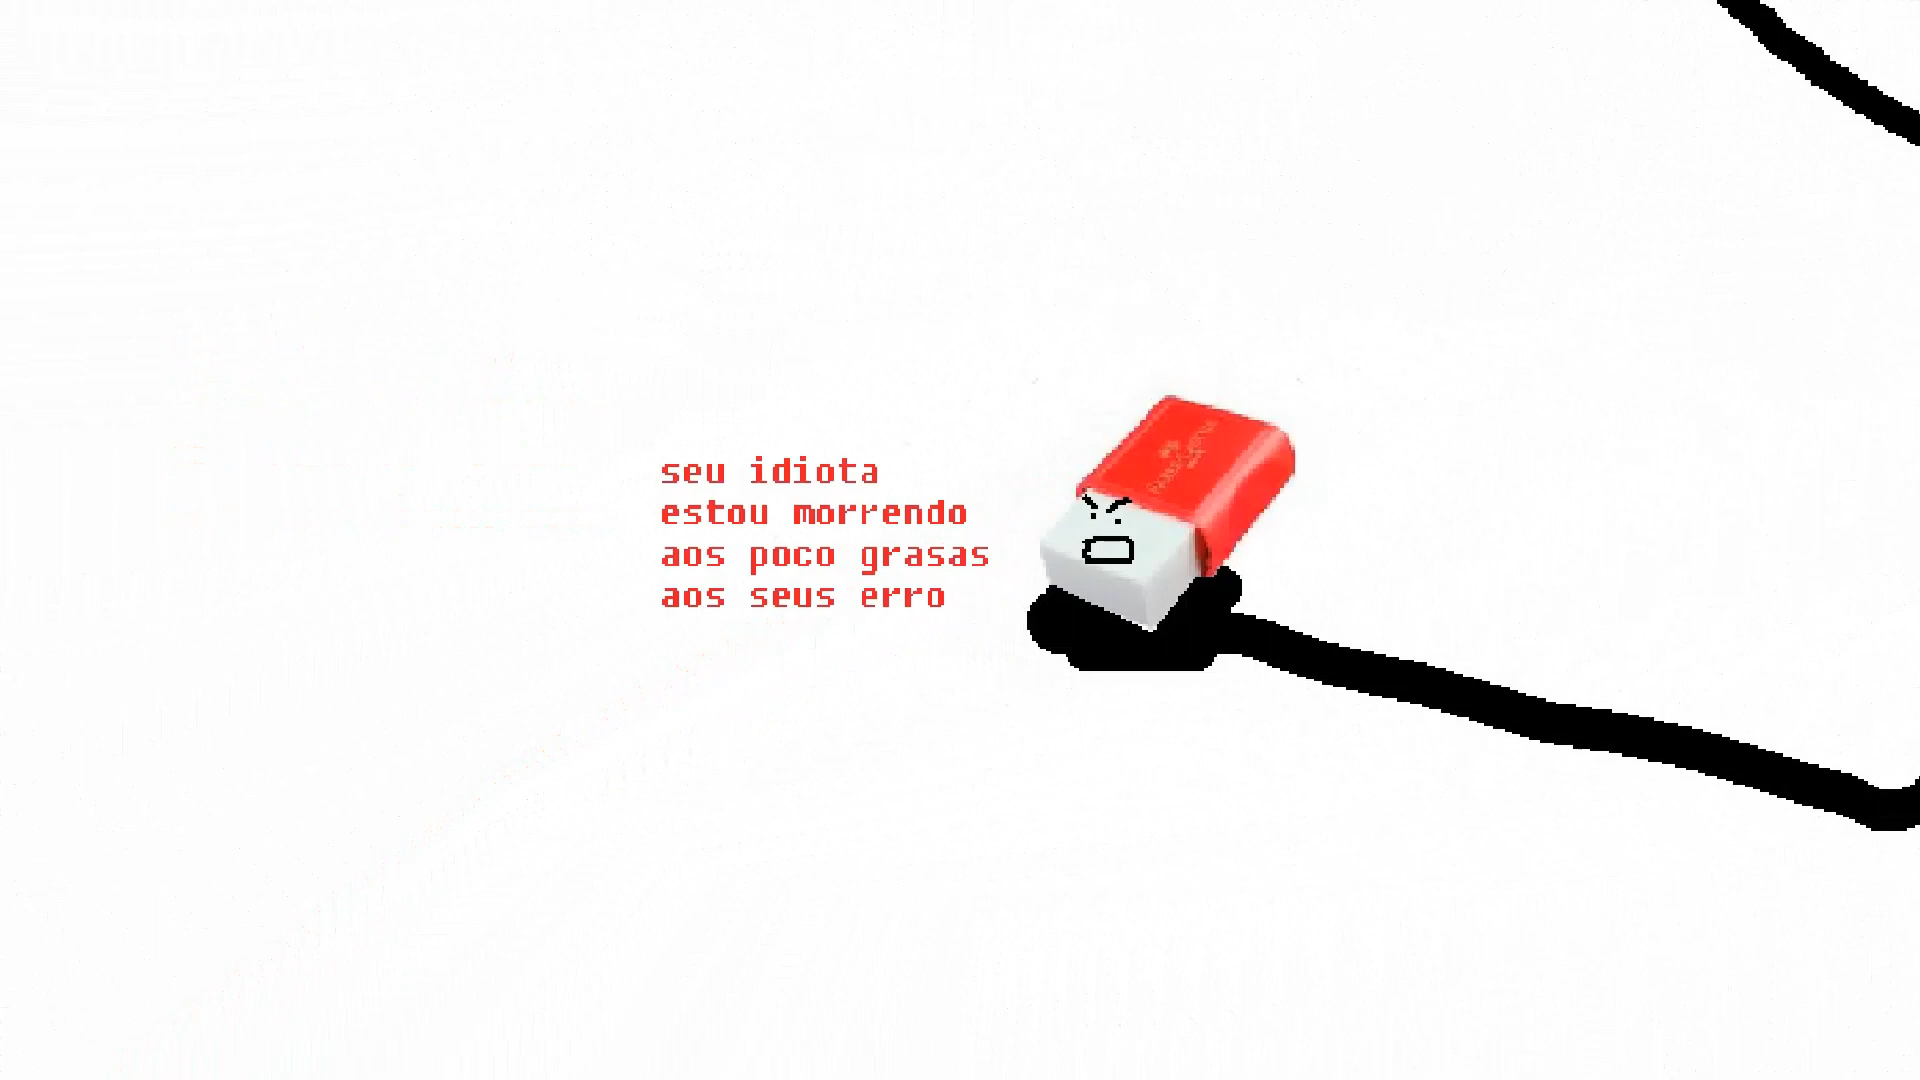 seu idiota
estou morrendo
aos poco grasas
aos seus erro